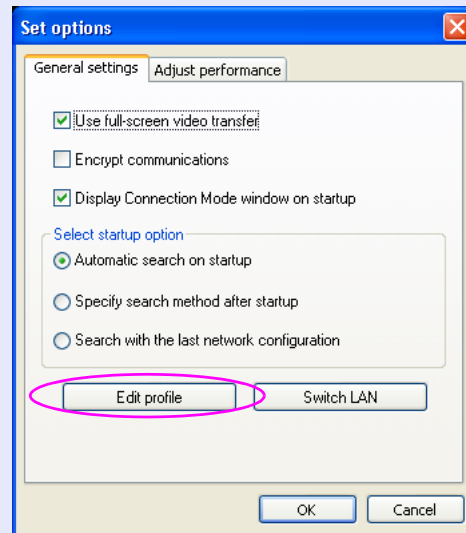 Set options
General settings Adjust performance
Use full-screen video transfer
Encrypt communications
Display Connection Mode window on startup
Select startup option
Automatic search on startup
Specify search method after startup
Search with the last network configuration
Edit profile Switch LAN
OK Cancel